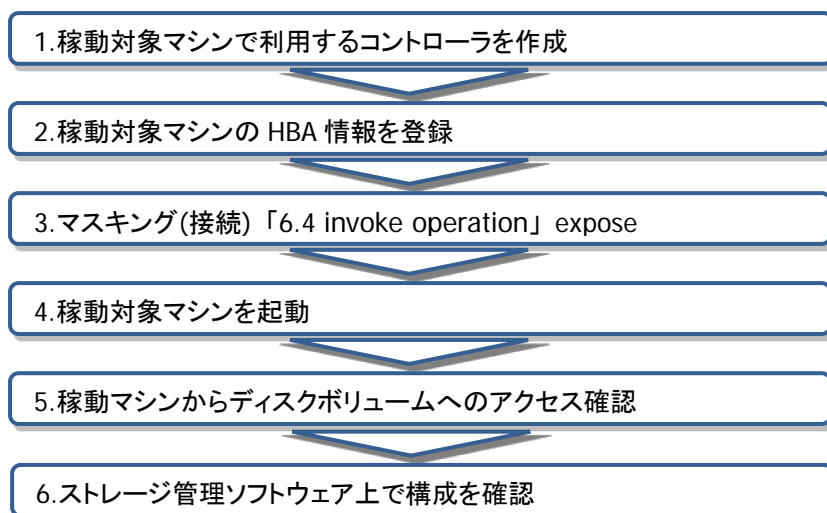 1.稼動対象マシンで利用するコントローラを作成
2.稼動対象マシンの HBA 情報を登録
3.マスキング(接続)「6.4 invoke operation」 expose
4.稼動対象マシンを起動
5.稼動マシンからディスクボリュームへのアクセス確認
6.ストレージ管理ソフトウェア上で構成を確認